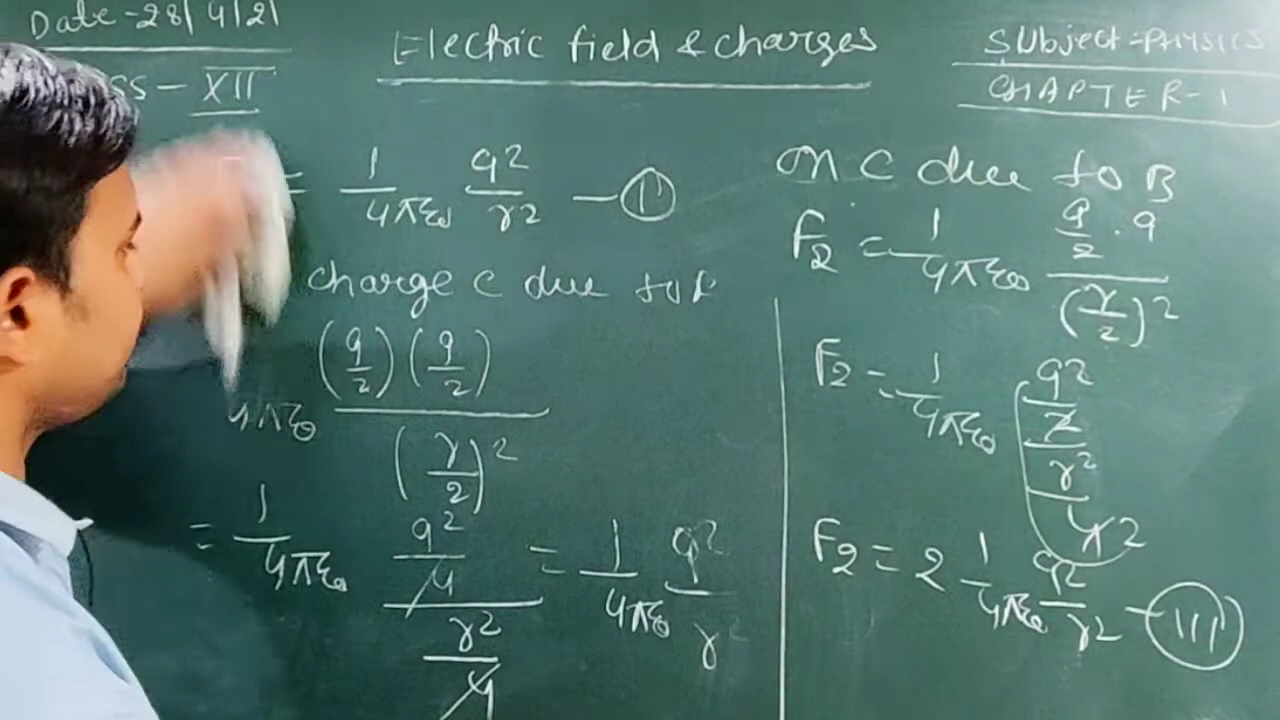 Date-28/4/21
Electric field & charges
Subject=PHYSICS
SS-XII
CHAPTER-1
= 1/4πε₀ q²/r² -(I')
charge C due to
(q/2)(q/2)
4πε₀ (r/2)²
= 1/4πε₀ (q²/4)/(r²/4) = 1/4πε₀ q²/r²
ON C due to B
F₂ = 1/4πε₀ (q/2 . q)/(r/2)²
F₂ = 1/4πε₀ (q²/2)/(r²/42)
F₂ = 2 1/4πε₀ q²/r² -(III)